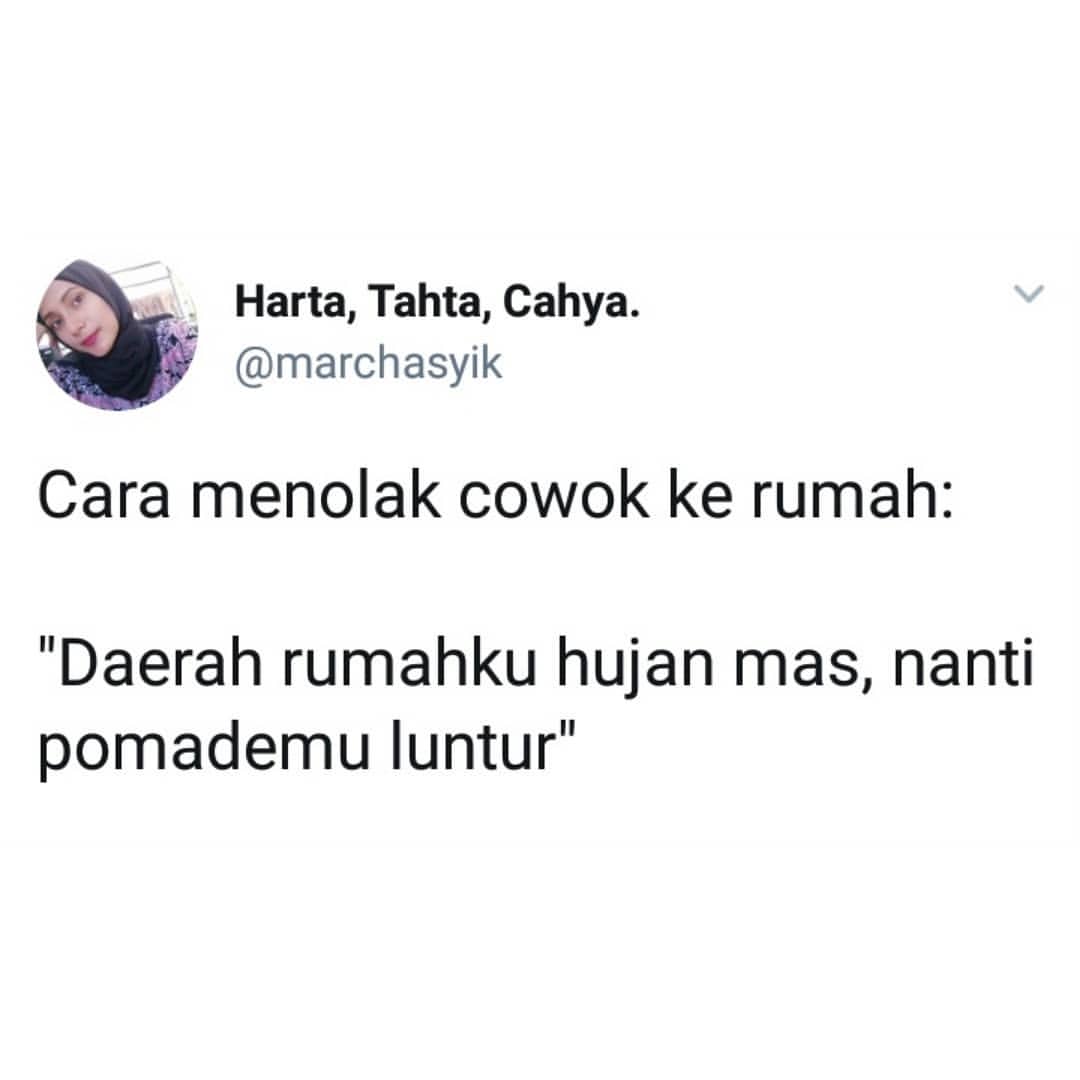 Harta, Tahta, Cahya.
@marchasyik
Cara menolak cowok ke rumah:
"Daerah rumahku hujan mas, nanti
pomademu luntur"